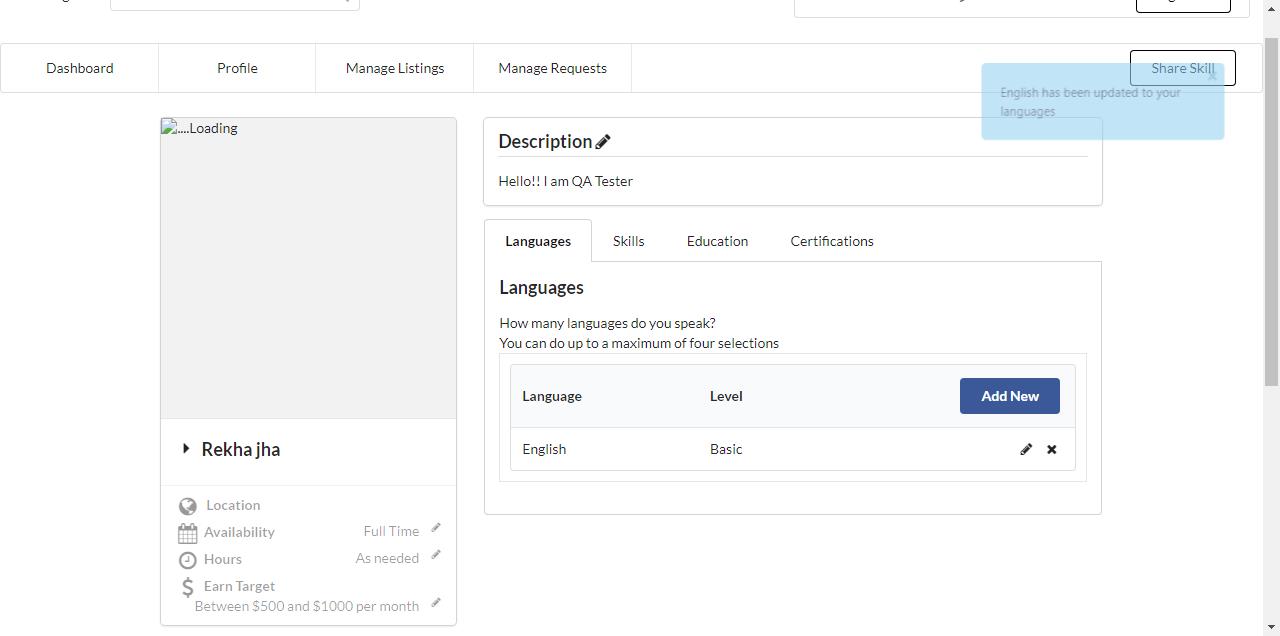 Dashboard
Profile
Manage Listings
Manage Requests
Share Skill
English has been updated to your
languages
....Loading
Description
Hello!! I am QA Tester
Languages
Skills
Education
Certifications
Languages
How many languages do you speak?
You can do up to a maximum of four selections
Language Level Add New
English Basic
Rekha jha
Location
Availability Full Time
Hours As needed
Earn Target
Between $500 and $1000 per month